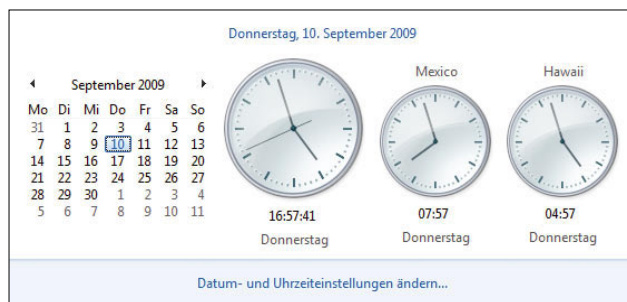 Donnerstag, 10. September 2009
September 2009
Mo Di Mi Do Fr Sa So
31 1 2 3 4 5 6
7 8 9 10 11 12 13
14 15 16 17 18 19 20
21 22 23 24 25 26 27
28 29 30 1 2 3 4
5 6 7 8 9 10 11
16:57:41
Donnerstag
Mexico
07:57
Donnerstag
Hawaii
04:57
Donnerstag
Datum- und Uhrzeiteinstellungen ändern...